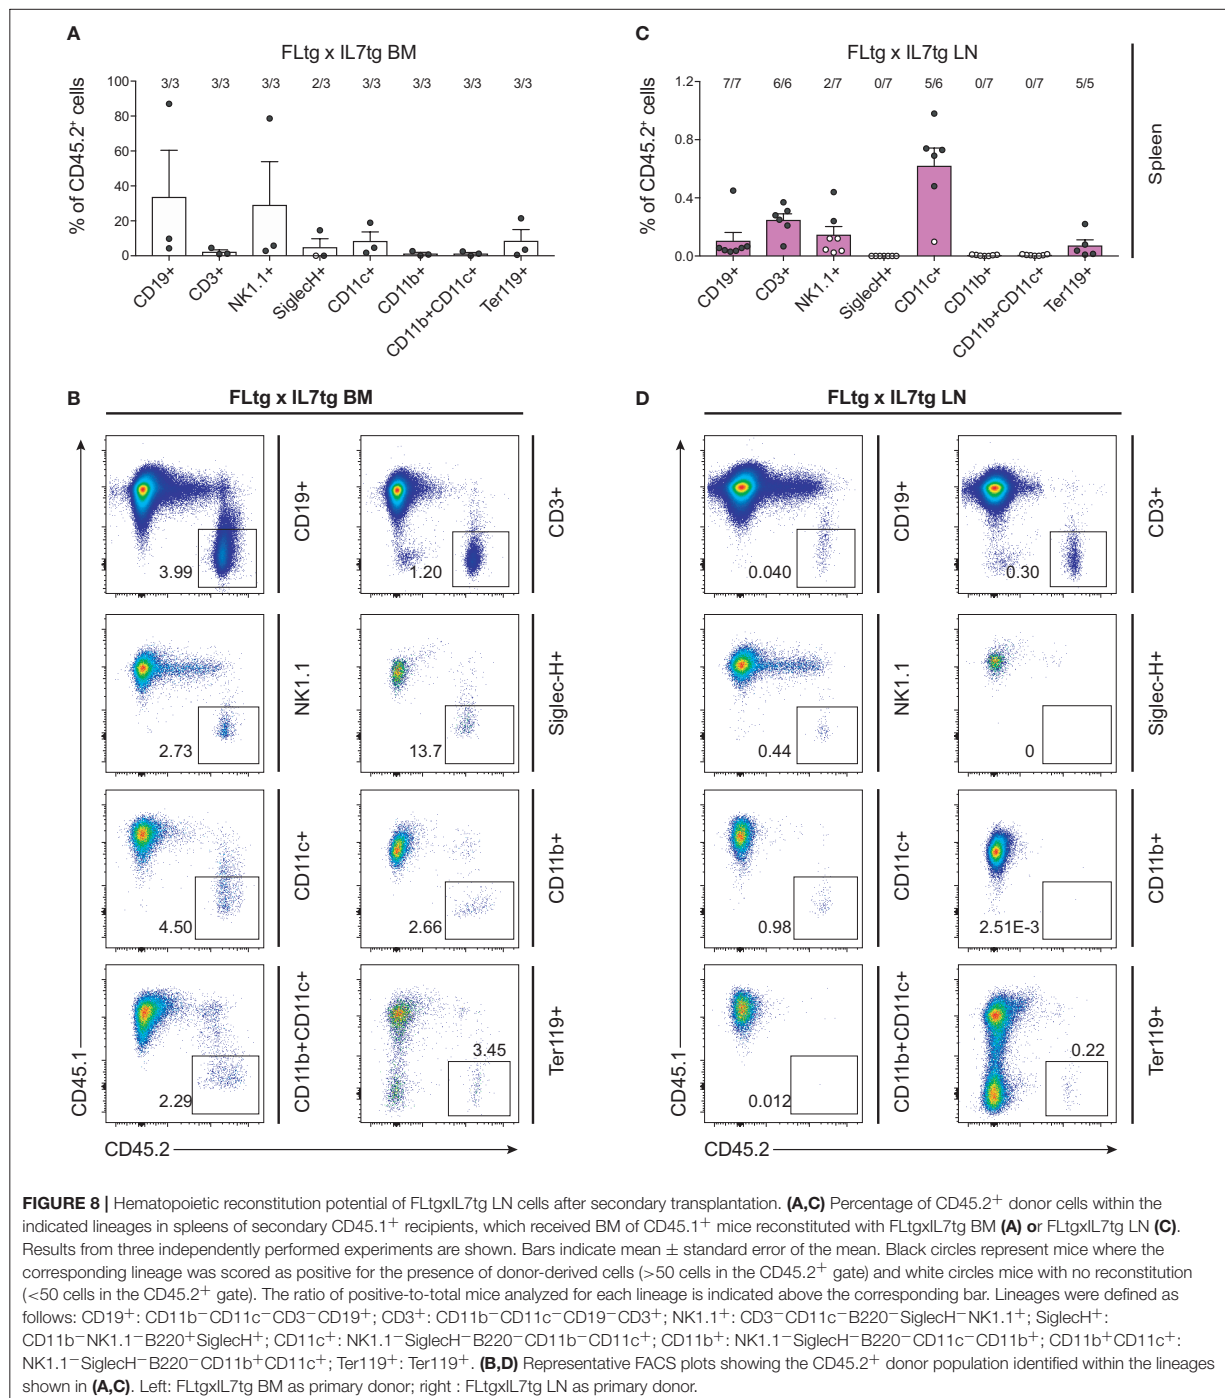 A
FLtg x IL7tg BM
% of CD45.2+ cells
100
80
60
40
20
0
3/3 3/3 3/3 2/3 3/3 3/3 3/3 3/3
CD19+
CD3+
NK1.1+
SiglecH+
CD11c+
CD11b+
CD11b+CD11c+
Ter119+
C
FLtg x IL7tg LN
% of CD45.2+ cells
1.2
0.8
0.4
0.0
7/7 6/6 2/7 0/7 5/6 0/7 0/7 5/5
CD19+
CD3+
NK1.1+
SiglecH+
CD11c+
CD11b+
CD11b+CD11c+
Ter119+
Spleen
B
FLtg x IL7tg BM
3.99
CD19+
1.20
CD3+
2.73
NK1.1
13.7
Siglec-H+
4.50
CD11c+
2.66
CD11b+
2.29
CD11b+CD11c+
3.45
Ter119+
CD45.1
CD45.2
D
FLtg x IL7tg LN
0.040
CD19+
0.30
CD3+
0.44
NK1.1
0
Siglec-H+
0.98
CD11c+
2.51E-3
CD11b+
0.012
CD11b+CD11c+
0.22
Ter119+
CD45.1
CD45.2
FIGURE 8 | Hematopoietic reconstitution potential of FLtgxIL7tg LN cells after secondary transplantation. (A,C) Percentage of CD45.2+ donor cells within the
indicated lineages in spleens of secondary CD45.1+ recipients, which received BM of CD45.1+ mice reconstituted with FLtgxIL7tg BM (A) or FLtgxIL7tg LN (C).
Results from three independently performed experiments are shown. Bars indicate mean ± standard error of the mean. Black circles represent mice where the
corresponding lineage was scored as positive for the presence of donor-derived cells (>50 cells in the CD45.2+ gate) and white circles mice with no reconstitution
(<50 cells in the CD45.2+ gate). The ratio of positive-to-total mice analyzed for each lineage is indicated above the corresponding bar. Lineages were defined as
follows: CD19+: CD11b−CD11c−CD3−CD19+; CD3+: CD11b−CD11c−CD19−CD3+; NK1.1+: CD3−CD11c−B220−SiglecH−NK1.1+; SiglecH+:
CD11b−NK1.1−B220+SiglecH+; CD11c+: NK1.1−SiglecH−B220−CD11b−CD11c+; CD11b+: NK1.1−SiglecH−B220−CD11c−CD11b+; CD11b+CD11c+:
NK1.1−SiglecH−B220−CD11b+CD11c+; Ter119+: Ter119+. (B,D) Representative FACS plots showing the CD45.2+ donor population identified within the lineages
shown in (A,C). Left: FLtgxIL7tg BM as primary donor; right : FLtgxIL7tg LN as primary donor.